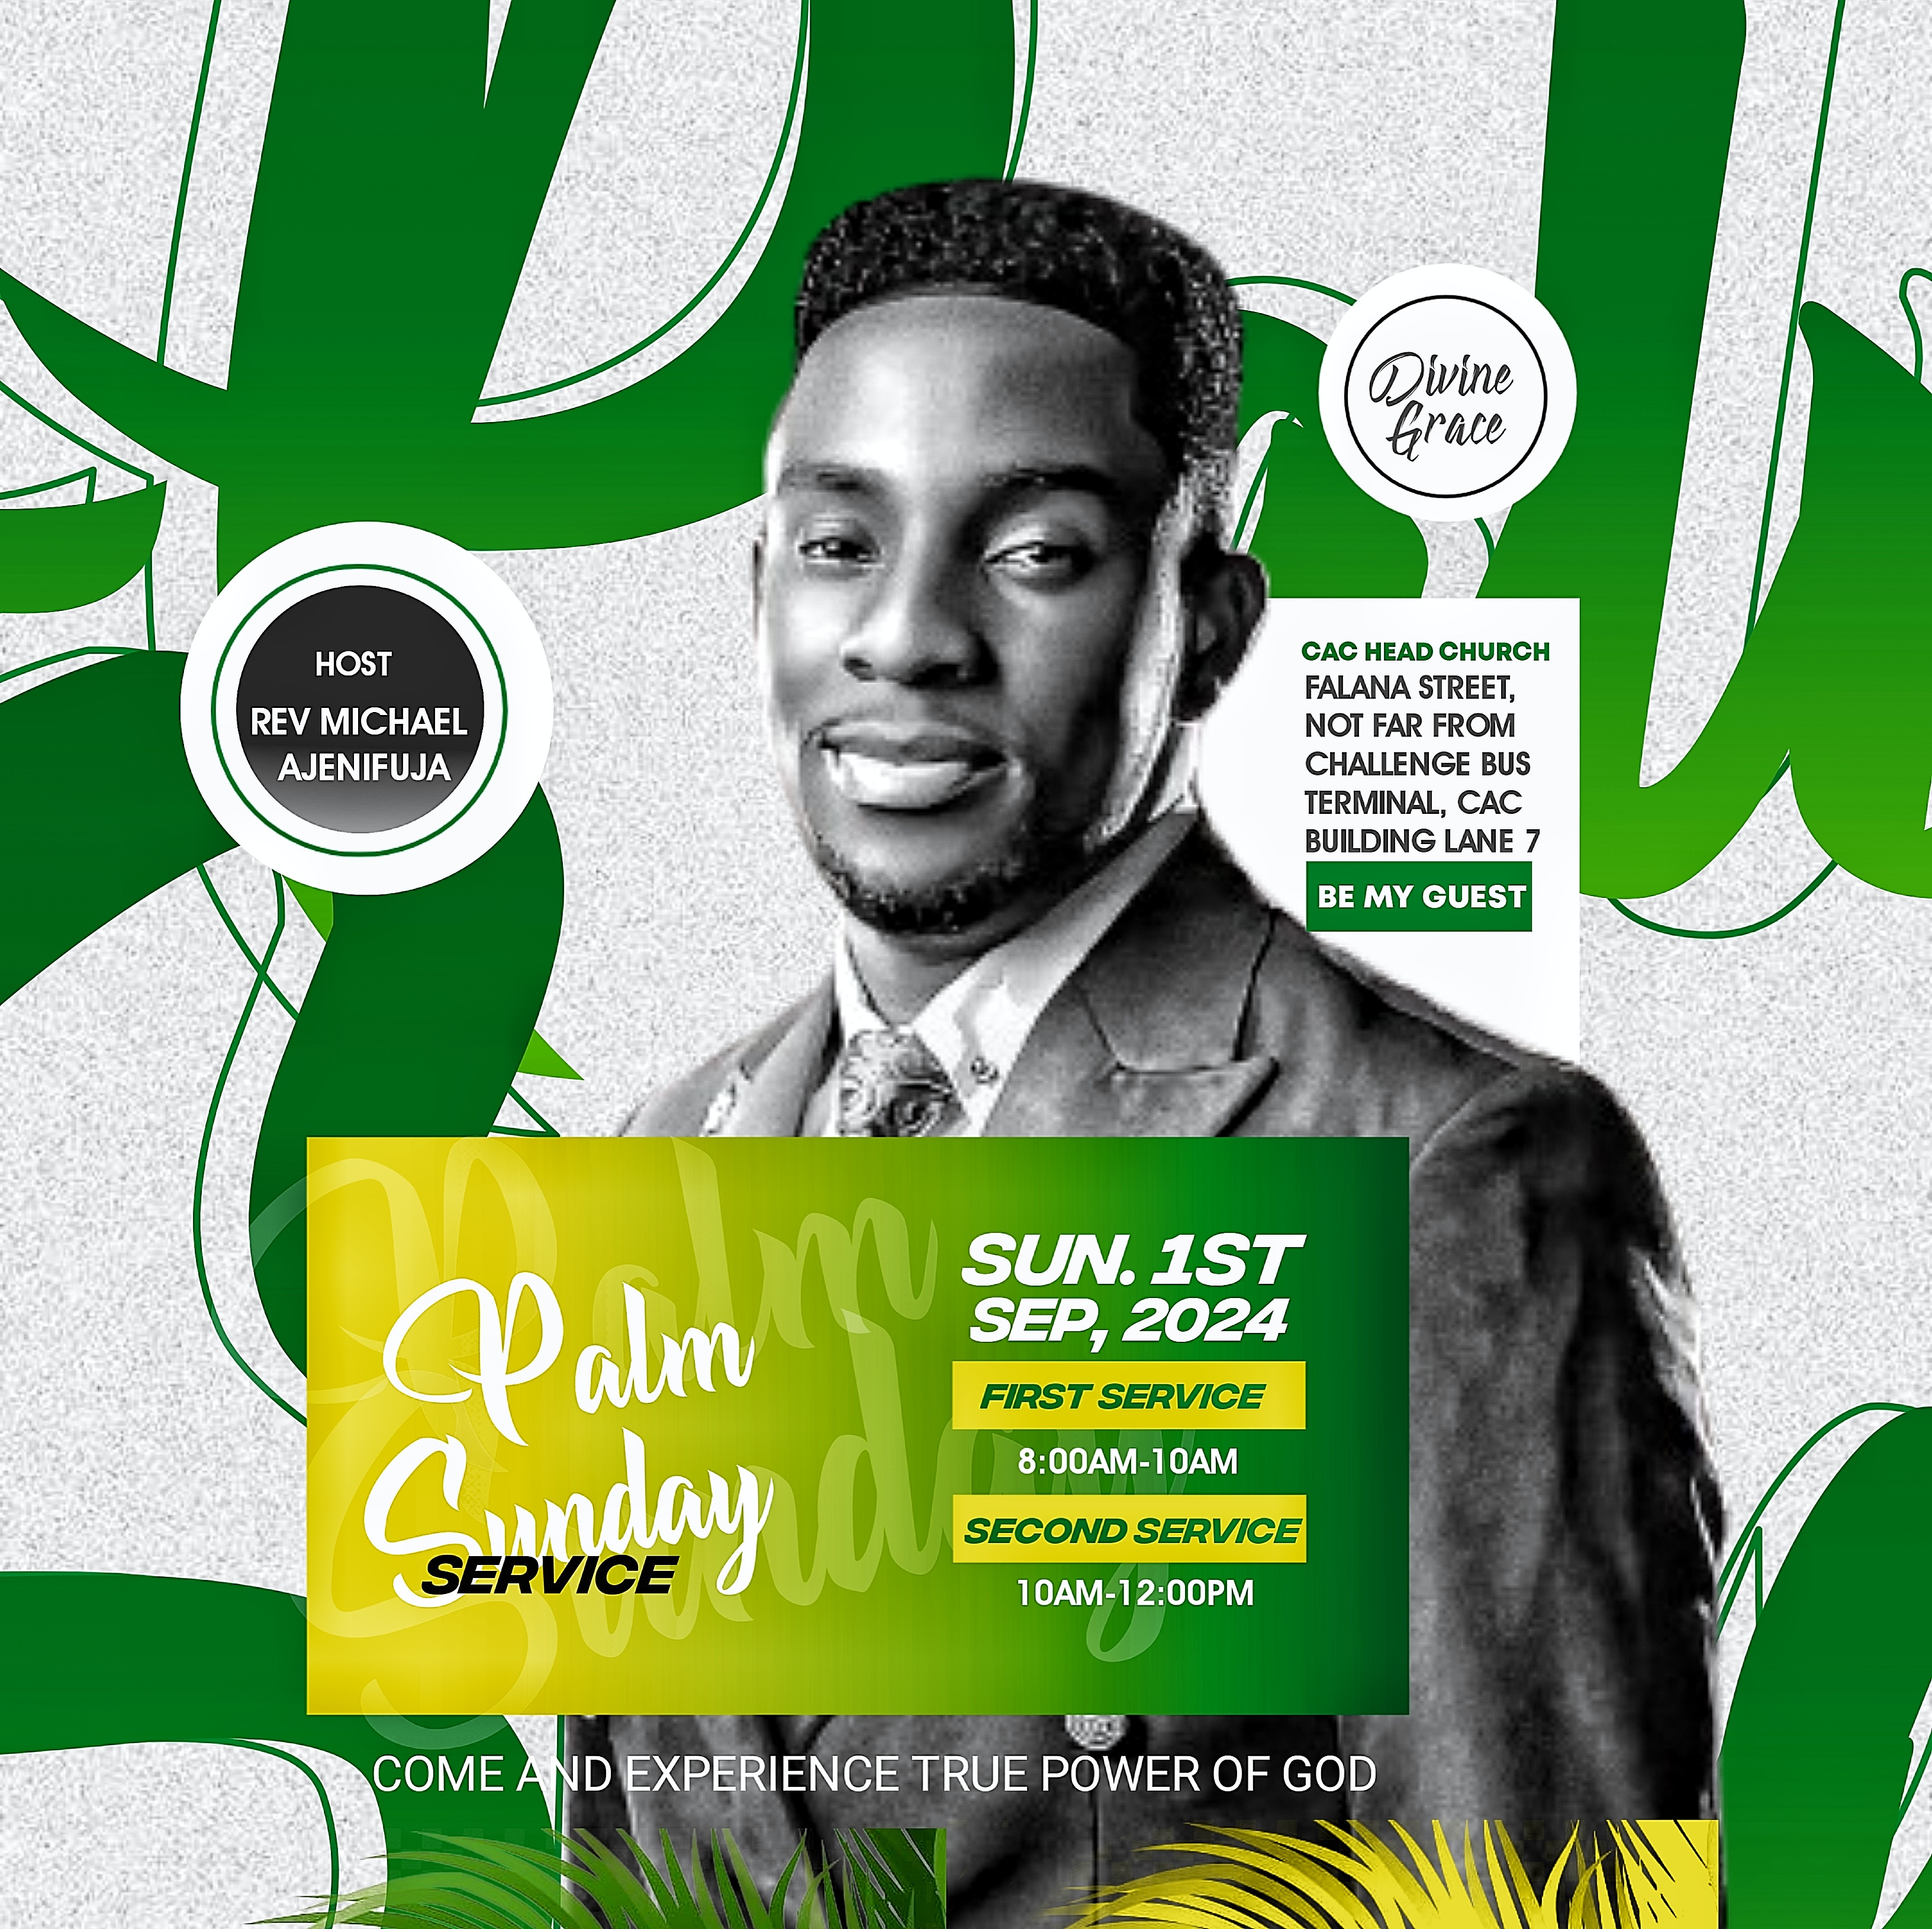 Divine
Grace
HOST
REV MICHAEL
AJENIFUJA
CAC HEAD CHURCH
FALANA STREET,
NOT FAR FROM
CHALLENGE BUS
TERMINAL, CAC
BUILDING LANE 7
BE MY GUEST
Palm
Sunday
Palm
Sunday
SERVICE
SUN. 1ST
SEP, 2024
FIRST SERVICE
8:00AM-10AM
SECOND SERVICE
10AM-12:00PM
COME AND EXPERIENCE TRUE POWER OF GOD